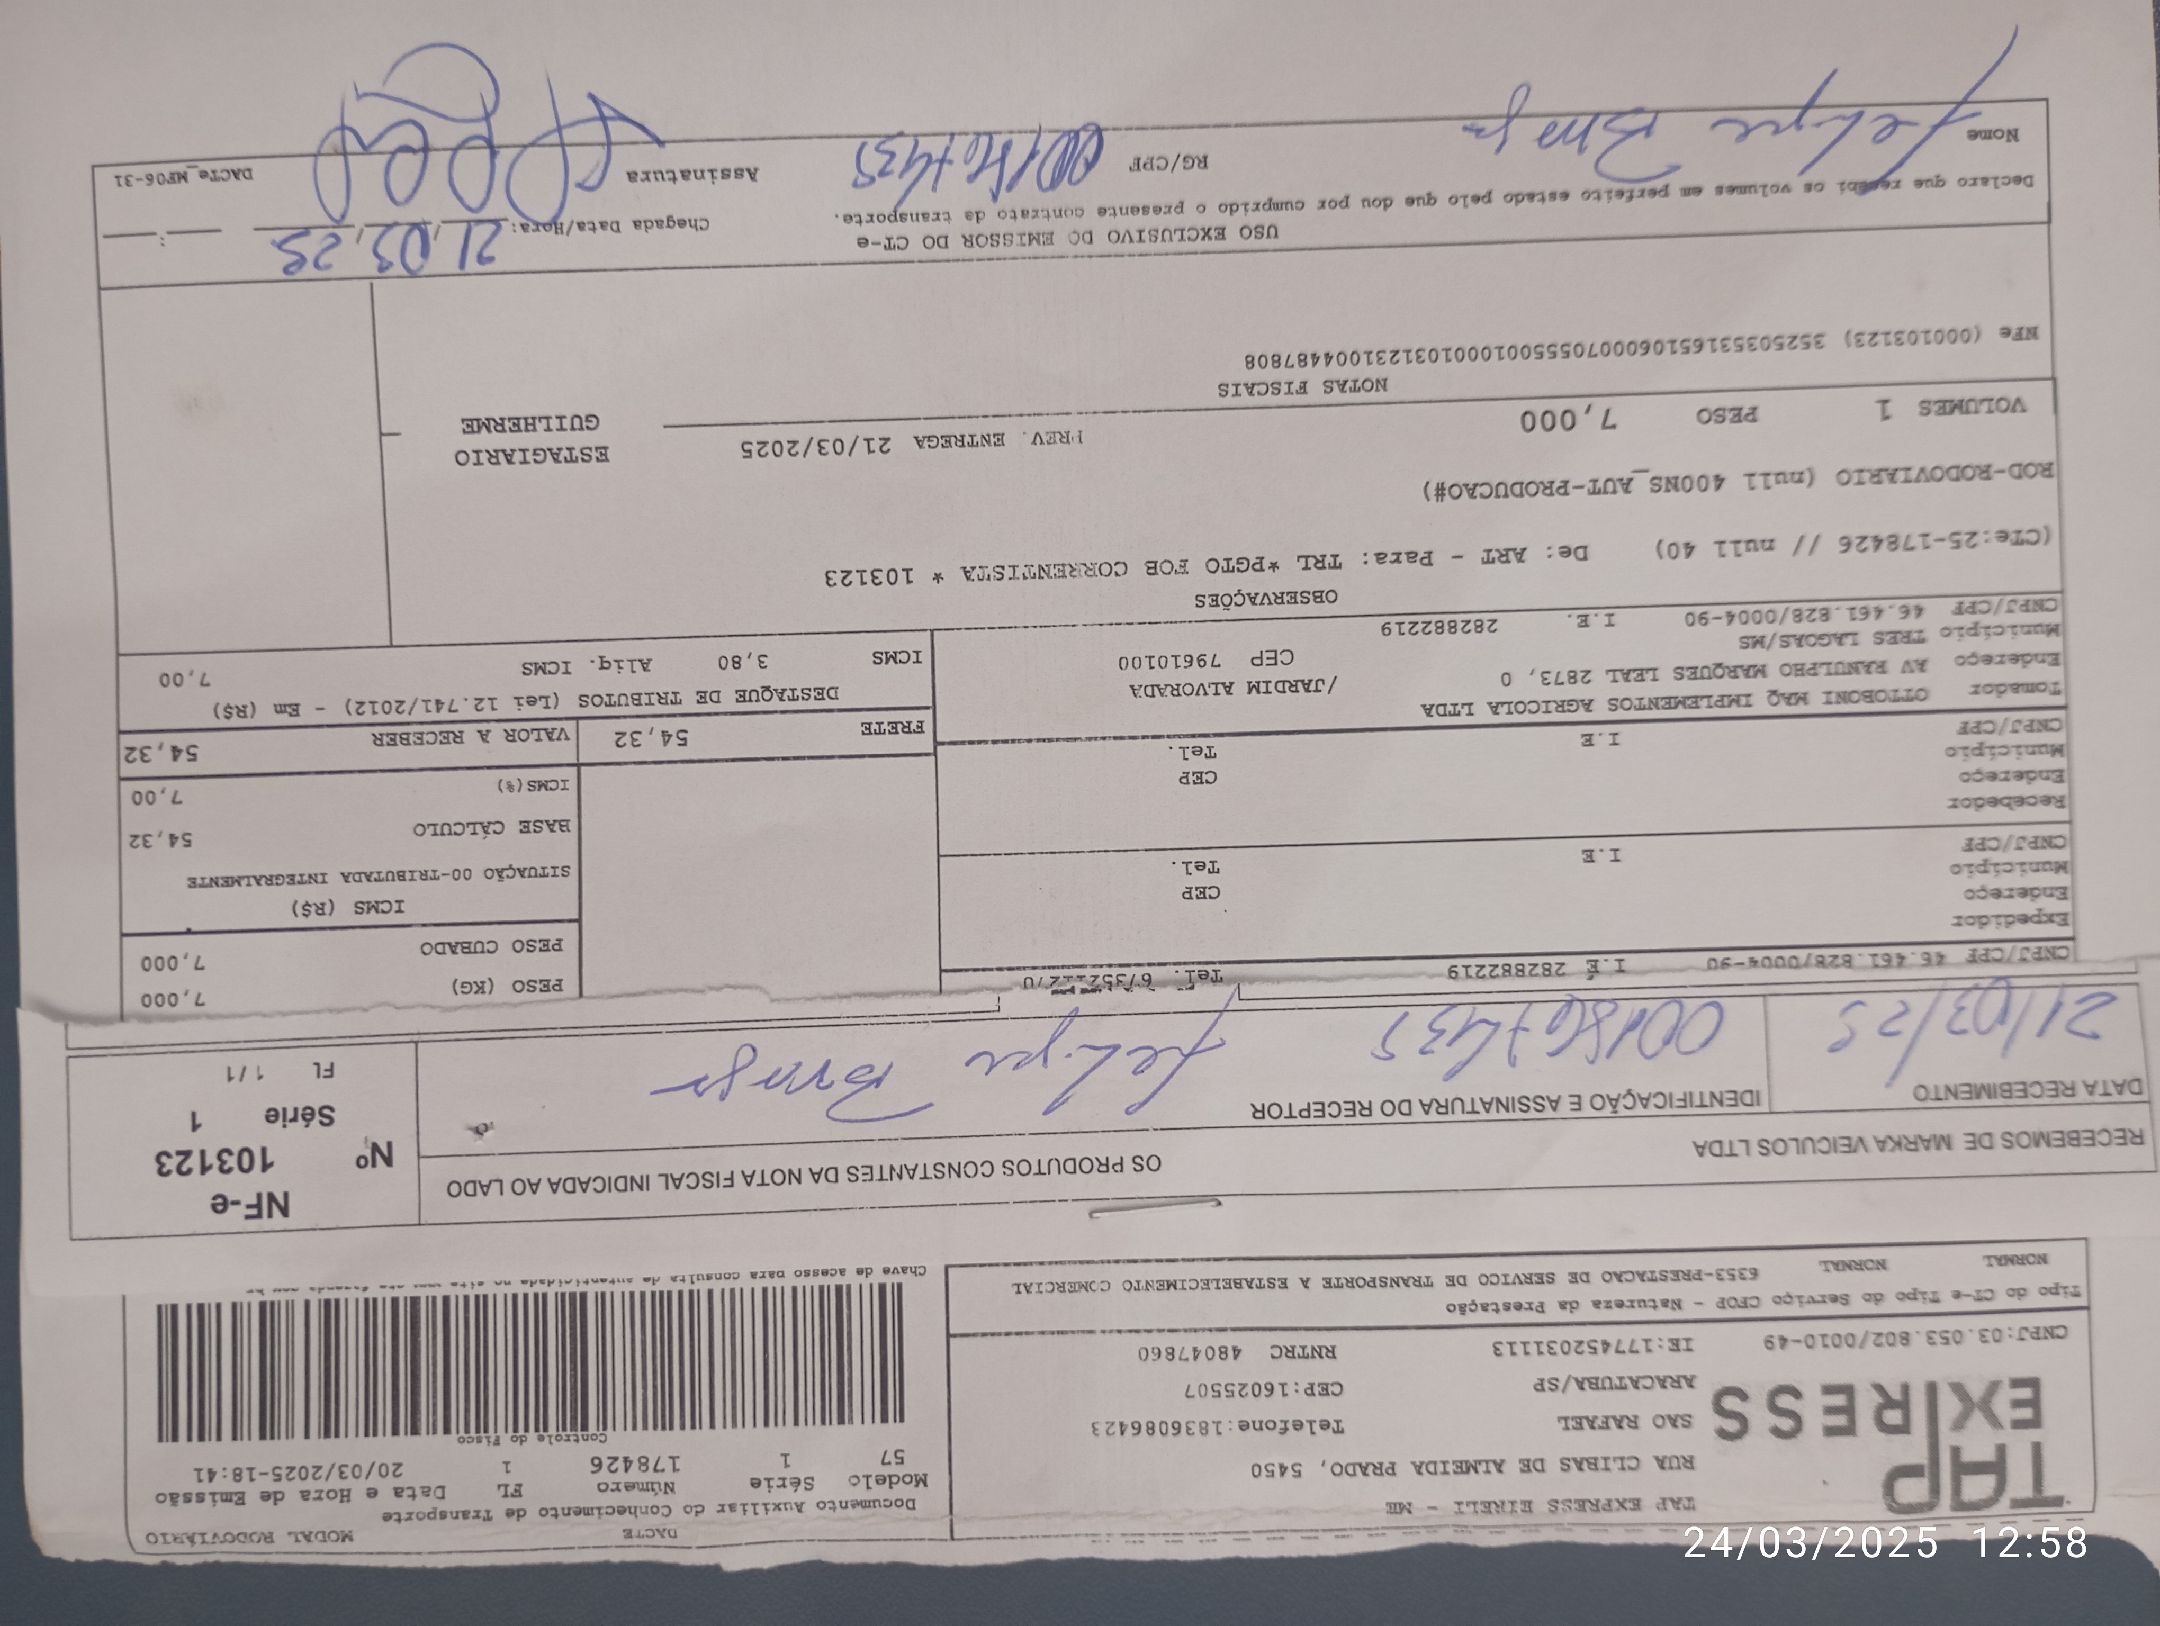 TAP EXPRESS
TAP EXPRESS EIRELI - ME
RUA CLIBAS DE ALMEIDA PRADO, 5450
SAO RAFAEL Telefone:1836086423
ARACATUBA/SP CEP:16025507
CNPJ:03.053.802/0010-49 IE:177452031113 RNTRC 48047860
Tipo do CT-e Tipo do Serviço CFOP - Natureza da Prestação
NORMAL NORMAL 6353-PRESTACAO DE SERVICO DE TRANSPORTE A ESTABELECIMENTO COMERCIAL
DACTE MODAL RODOVIÁRIO
Documento Auxiliar do Conhecimento de Transporte
Modelo Série Número FL Data e Hora de Emissão
57 1 178426 1 20/03/2025-18:41
Controle do Fisco
Chave de acesso para consulta de autenticidade no site
RECEBEMOS DE MARKA VEICULOS LTDA OS PRODUTOS CONSTANTES DA NOTA FISCAL INDICADA AO LADO
DATA RECEBIMENTO IDENTIFICAÇÃO E ASSINATURA DO RECEPTOR
21/03/25 Felipe Braga
NF-e
Nº 103123
Série 1
FL 1/1
CNPJ/CPF 46.461.828/0004-90 I.E 282882219 Tel.
Expedidor
Endereço CEP
Município Tel.
CNPJ/CPF I.E
Recebedor
Endereço CEP
Município Tel.
CNPJ/CPF I.E
Tomador OTTOBONI MAQ IMPLEMENTOS AGRICOLA LTDA
Endereço AV RANULPHO MARQUES LEAL 2873, 0 /JARDIM ALVORADA
Município TRES LAGOAS/MS CEP 79610100
CNPJ/CPF 46.461.828/0004-90 I.E. 282882219
PESO (KG) 7,000
PESO CUBADO 7,000
ICMS (R$)
SITUAÇÃO 00-TRIBUTADA INTEGRALMENTE
BASE CÁLCULO 54,32
ICMS(%) 7,00
FRETE 54,32 VALOR A RECEBER 54,32
DESTAQUE DE TRIBUTOS (Lei 12.741/2012) - Em (R$)
ICMS 3,80 Aliq. ICMS 7,00
OBSERVAÇÕES
(CTe:25-178426 // null 40) De: ART - Para: TRL *PGTO FOB CORRENTISTA * 103123
ROD-RODOVIARIO (null 400NS_AUT-PRODUCAO#)
VOLUMES 1 PESO 7,000 PREV. ENTREGA 21/03/2025
ESTAGIARIO
GUILHERME
NOTAS FISCAIS
NFe (000103123)
USO EXCLUSIVO DO EMISSOR DO CT-e
Declaro que recebi os volumes em perfeito estado pelo que dou por cumprido o presente contrato de transporte.
Chegada Data/Hora: 21/03/25
Nome Felipe Braga RG/CPF Assinatura
DACTe_MF06-31
24/03/2025 12:58